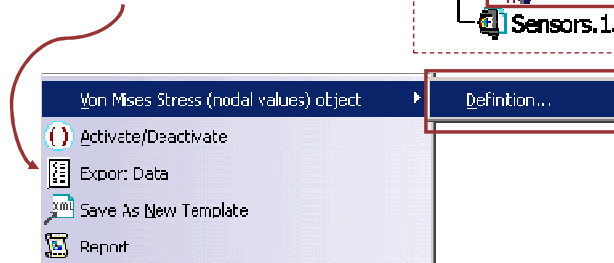 Sensors.1
Von Mises Stress (nodal values) object
Definition...
Activate/Deactivate
Export Data
Save As New Template
Report